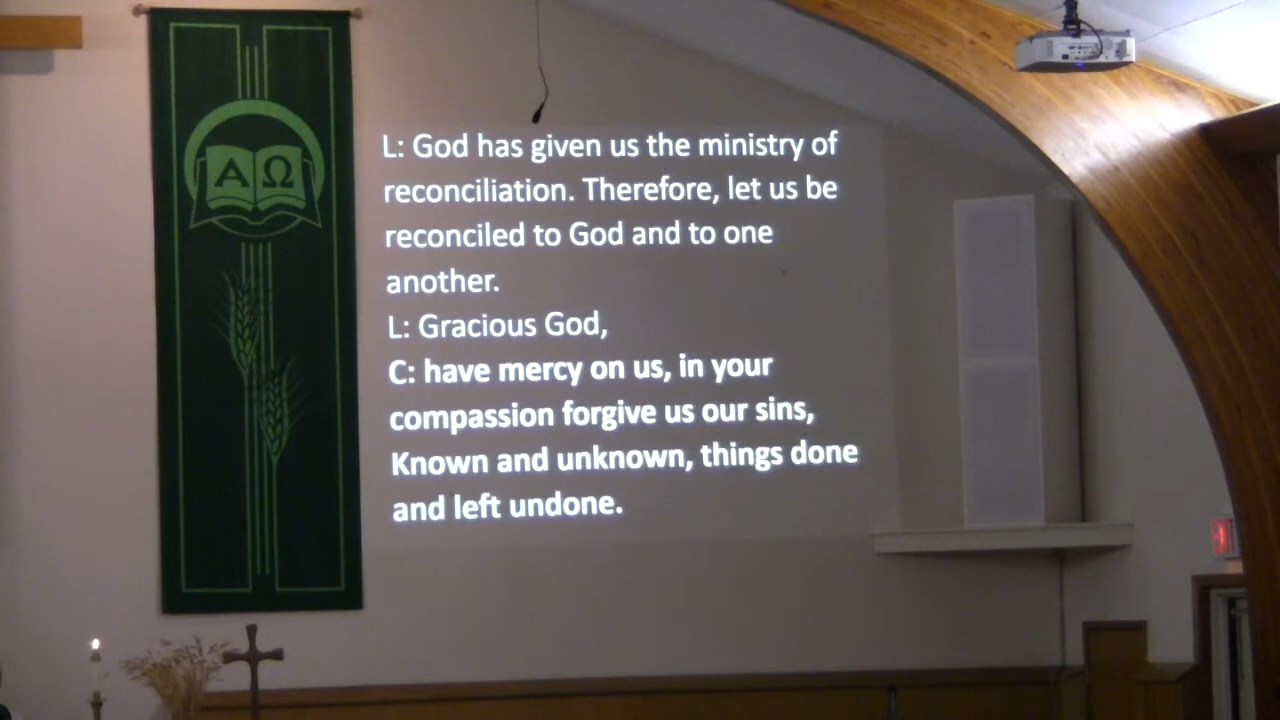 Α Ω
L: God has given us the ministry of
reconciliation. Therefore, let us be
reconciled to God and to one
another.
L: Gracious God,
C: have mercy on us, in your
compassion forgive us our sins,
Known and unknown, things done
and left undone.